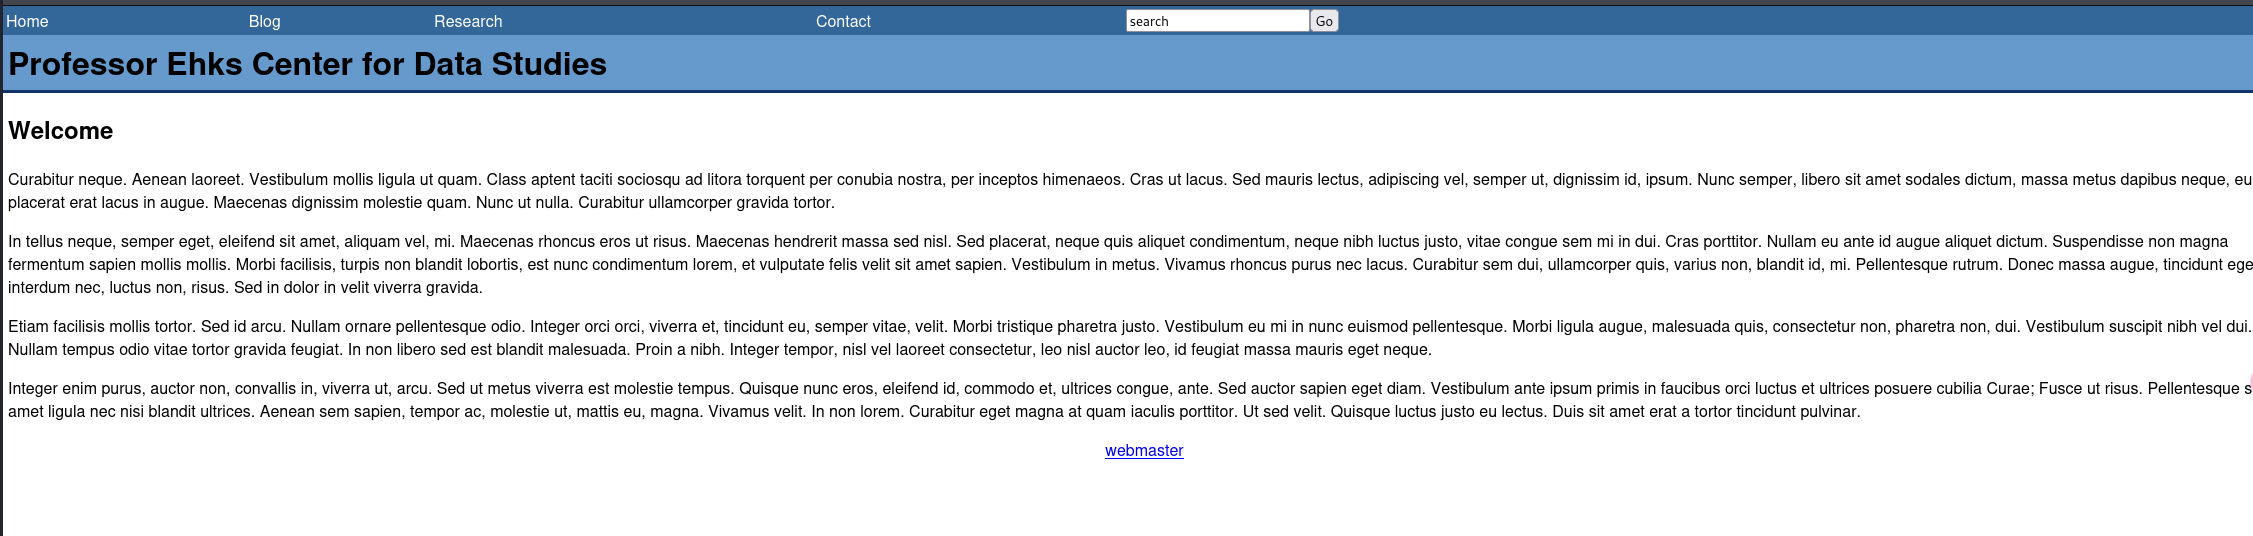 Home Blog Research Contact search Go
Professor Ehks Center for Data Studies
Welcome
Curabitur neque. Aenean laoreet. Vestibulum mollis ligula ut quam. Class aptent taciti sociosqu ad litora torquent per conubia nostra, per inceptos himenaeos. Cras ut lacus. Sed mauris lectus, adipiscing vel, semper ut, dignissim id, ipsum. Nunc semper, libero sit amet sodales dictum, massa metus dapibus neque, eu
placerat erat lacus in augue. Maecenas dignissim molestie quam. Nunc ut nulla. Curabitur ullamcorper gravida tortor.
In tellus neque, semper eget, eleifend sit amet, aliquam vel, mi. Maecenas rhoncus eros ut risus. Maecenas hendrerit massa sed nisl. Sed placerat, neque quis aliquet condimentum, neque nibh luctus justo, vitae congue sem mi in dui. Cras porttitor. Nullam eu ante id augue aliquet dictum. Suspendisse non magna
fermentum sapien mollis mollis. Morbi facilisis, turpis non blandit lobortis, est nunc condimentum lorem, et vulputate felis velit sit amet sapien. Vestibulum in metus. Vivamus rhoncus purus nec lacus. Curabitur sem dui, ullamcorper quis, varius non, blandit id, mi. Pellentesque rutrum. Donec massa augue, tincidunt ege
interdum nec, luctus non, risus. Sed in dolor in velit viverra gravida.
Etiam facilisis mollis tortor. Sed id arcu. Nullam ornare pellentesque odio. Integer orci orci, viverra et, tincidunt eu, semper vitae, velit. Morbi tristique pharetra justo. Vestibulum eu mi in nunc euismod pellentesque. Morbi ligula augue, malesuada quis, consectetur non, pharetra non, dui. Vestibulum suscipit nibh vel dui.
Nullam tempus odio vitae tortor gravida feugiat. In non libero sed est blandit malesuada. Proin a nibh. Integer tempor, nisl vel laoreet consectetur, leo nisl auctor leo, id feugiat massa mauris eget neque.
Integer enim purus, auctor non, convallis in, viverra ut, arcu. Sed ut metus viverra est molestie tempus. Quisque nunc eros, eleifend id, commodo et, ultrices congue, ante. Sed auctor sapien eget diam. Vestibulum ante ipsum primis in faucibus orci luctus et ultrices posuere cubilia Curae; Fusce ut risus. Pellentesque s
amet ligula nec nisi blandit ultrices. Aenean sem sapien, tempor ac, molestie ut, mattis eu, magna. Vivamus velit. In non lorem. Curabitur eget magna at quam iaculis porttitor. Ut sed velit. Quisque luctus justo eu lectus. Duis sit amet erat a tortor tincidunt pulvinar.
webmaster